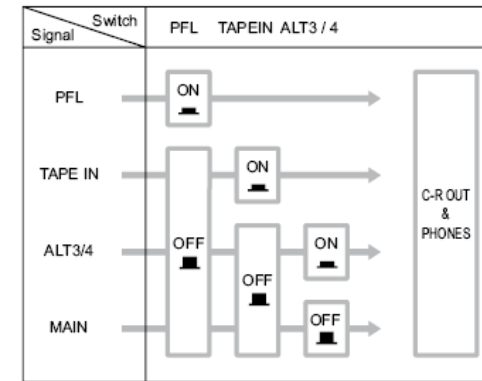 Switch
Signal
PFL TAPEIN ALT3 / 4
PFL ON
TAPE IN ON
C-R OUT
&
PHONES
ALT3/4 OFF ON
OFF
MAIN OFF